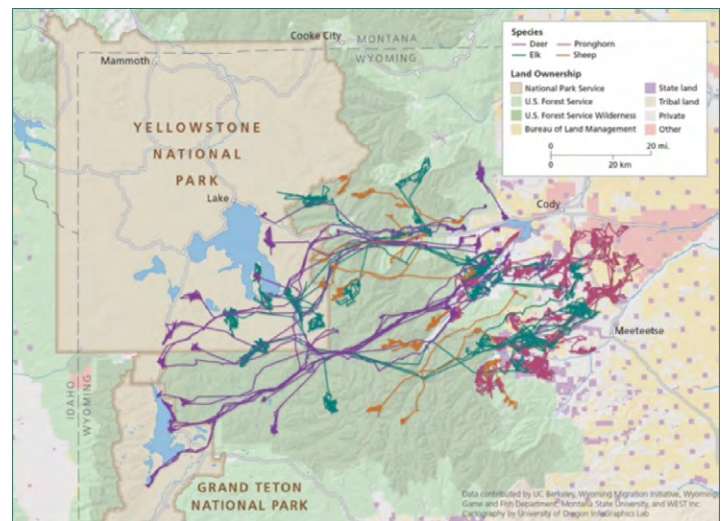 Cooke City
MONTANA
WYOMING
Mammoth
YELLOWSTONE
NATIONAL
PARK
Lake
Cody
Meeteetse
IDAHO
WYOMING
GRAND TETON
NATIONAL PARK
Species
Deer Pronghorn
Elk Sheep
Land Ownership
National Park Service State land
U.S. Forest Service Tribal land
U.S. Forest Service Wilderness Private
Bureau of Land Management Other
0 20 mi.
0 20 km
Data contributed by UC Berkeley, Wyoming Migration Initiative, Wyoming
Game and Fish Department, Montana State University, and WEST Inc
Cartography by University of Oregon InfoGraphics Lab